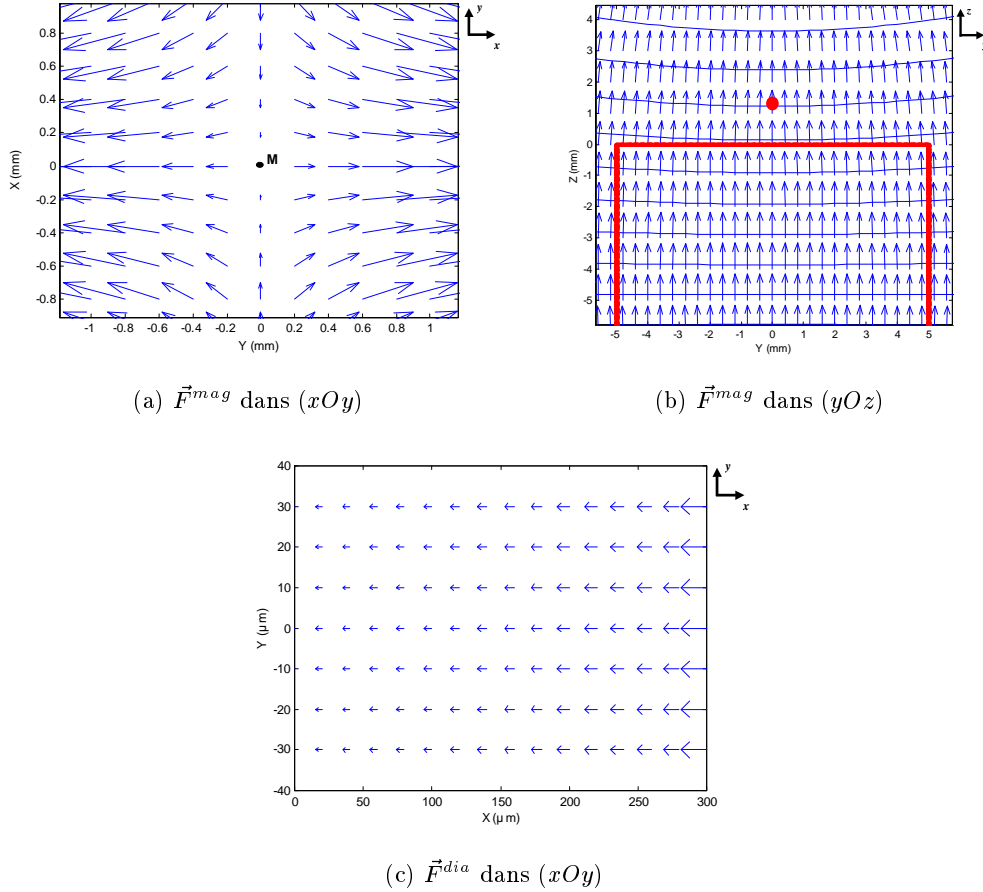 y
x
X (mm)
0.8
0.6
0.4
0.2
0
-0.2
-0.4
-0.6
-0.8
M
-1 -0.8 -0.6 -0.4 -0.2 0 0.2 0.4 0.6 0.8 1
Y (mm)
(a) F⃗^mag dans (xOy)
z
Z (mm)
4
3
2
1
0
-1
-2
-3
-4
-5
-5 -4 -3 -2 -1 0 1 2 3 4 5
Y (mm)
(b) F⃗^mag dans (yOz)
y
x
Y (µm)
40
30
20
10
0
-10
-20
-30
-40
0 50 100 150 200 250 300
X (µm)
(c) F⃗^dia dans (xOy)